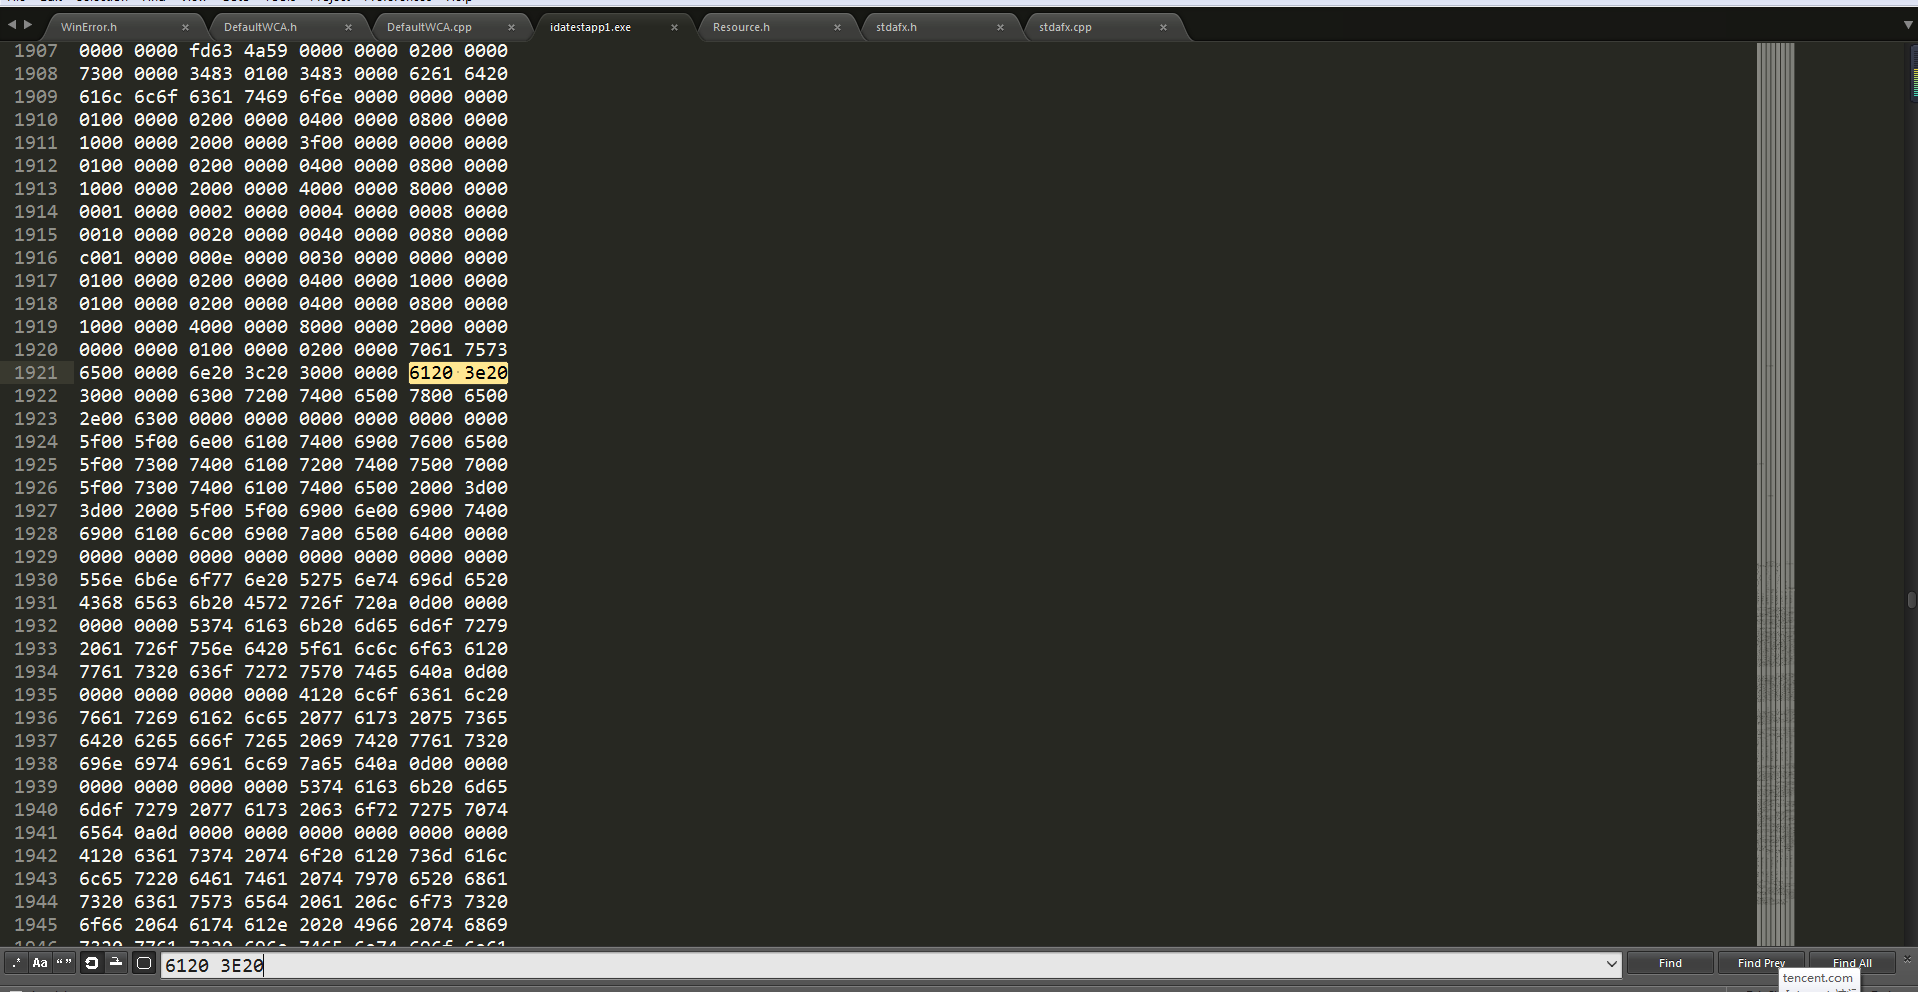 WinError.h × DefaultWCA.h × DefaultWCA.cpp × idatestapp1.exe × Resource.h × stdafx.h × stdafx.cpp ×
1907 0000 0000 fd63 4a59 0000 0000 0200 0000
1908 7300 0000 3483 0100 3483 0000 6261 6420
1909 616c 6c6f 6361 7469 6f6e 0000 0000 0000
1910 0100 0000 0200 0000 0400 0000 0800 0000
1911 1000 0000 2000 0000 3f00 0000 0000 0000
1912 0100 0000 0200 0000 0400 0000 0800 0000
1913 1000 0000 2000 0000 4000 0000 8000 0000
1914 0001 0000 0002 0000 0004 0000 0008 0000
1915 0010 0000 0020 0000 0040 0000 0080 0000
1916 c001 0000 000e 0000 0030 0000 0000 0000
1917 0100 0000 0200 0000 0400 0000 1000 0000
1918 0100 0000 0200 0000 0400 0000 0800 0000
1919 1000 0000 4000 0000 8000 0000 2000 0000
1920 0000 0000 0100 0000 0200 0000 7061 7573
1921 6500 0000 6e20 3c20 3000 0000 6120 3e20
1922 3000 0000 6300 7200 7400 6500 7800 6500
1923 2e00 6300 0000 0000 0000 0000 0000 0000
1924 5f00 5f00 6e00 6100 7400 6900 7600 6500
1925 5f00 7300 7400 6100 7200 7400 7500 7000
1926 5f00 7300 7400 6100 7400 6500 2000 3d00
1927 3d00 2000 5f00 5f00 6900 6e00 6900 7400
1928 6900 6100 6c00 6900 7a00 6500 6400 0000
1929 0000 0000 0000 0000 0000 0000 0000 0000
1930 556e 6b6e 6f77 6e20 5275 6e74 696d 6520
1931 4368 6563 6b20 4572 726f 720a 0d00 0000
1932 0000 0000 5374 6163 6b20 6d65 6d6f 7279
1933 2061 726f 756e 6420 5f61 6c6c 6f63 6120
1934 7761 7320 636f 7272 7570 7465 640a 0d00
1935 0000 0000 0000 0000 4120 6c6f 6361 6c20
1936 7661 7269 6162 6c65 2077 6173 2075 7365
1937 6420 6265 666f 7265 2069 7420 7761 7320
1938 696e 6974 6961 6c69 7a65 640a 0d00 0000
1939 0000 0000 0000 0000 5374 6163 6b20 6d65
1940 6d6f 7279 2077 6173 2063 6f72 7275 7074
1941 6564 0a0d 0000 0000 0000 0000 0000 0000
1942 4120 6361 7374 2074 6f20 6120 736d 616c
1943 6c65 7220 6461 7461 2074 7970 6520 6861
1944 7320 6361 7573 6564 2061 206c 6f73 7320
1945 6f66 2064 6174 612e 2020 4966 2074 6869
.* Aa “” 6120 3E20 Find Find Prev Find All ×
tencent.com